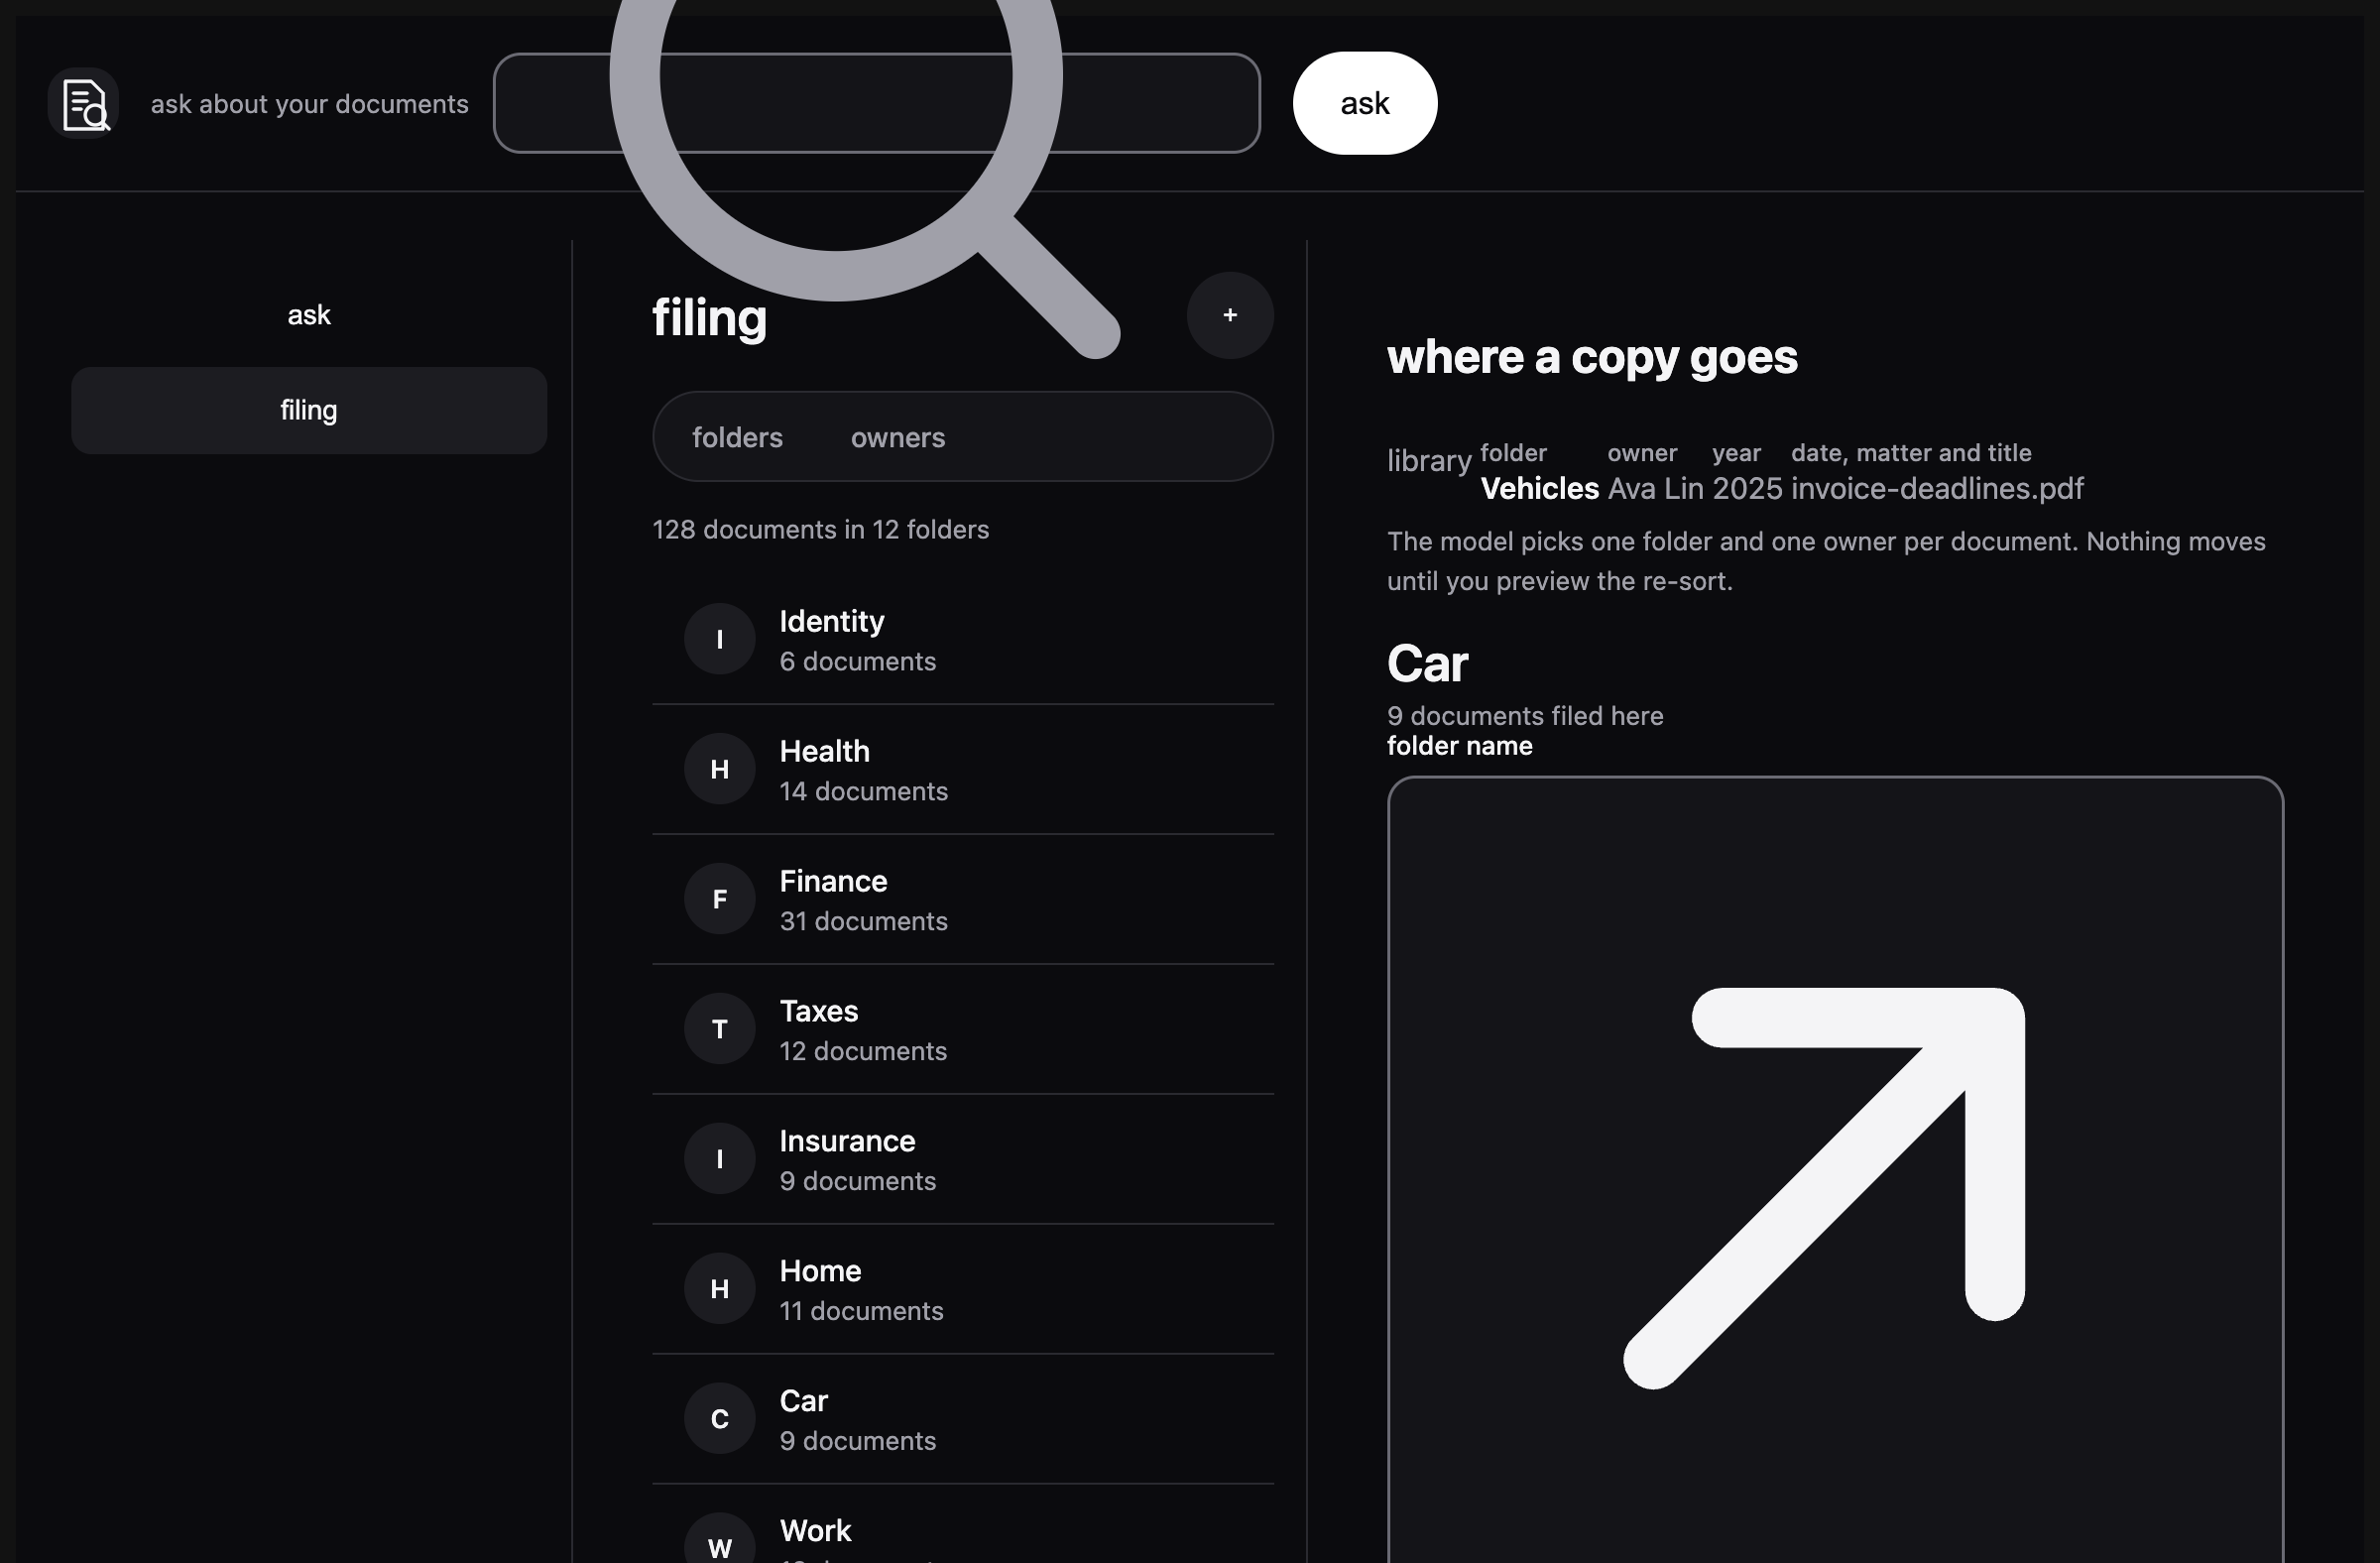 ask about your documents
ask
ask
filing
filing
+
folders owners
128 documents in 12 folders
I
Identity
6 documents
H
Health
14 documents
F
Finance
31 documents
T
Taxes
12 documents
I
Insurance
9 documents
H
Home
11 documents
C
Car
9 documents
W
Work
where a copy goes
library
folder owner year date, matter and title
Vehicles Ava Lin 2025 invoice-deadlines.pdf
The model picks one folder and one owner per document. Nothing moves
until you preview the re-sort.
Car
9 documents filed here
folder name